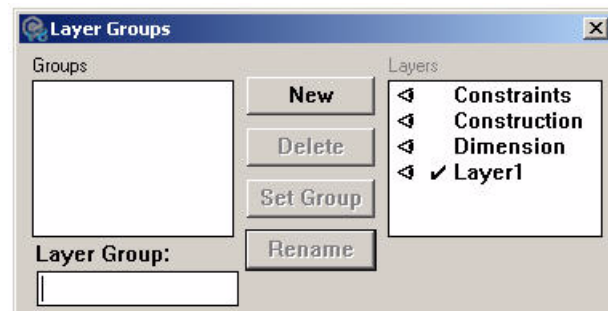 Layer Groups
Groups
Layers
New
Delete
Set Group
Rename
Constraints
Construction
Dimension
Layer1
Layer Group: